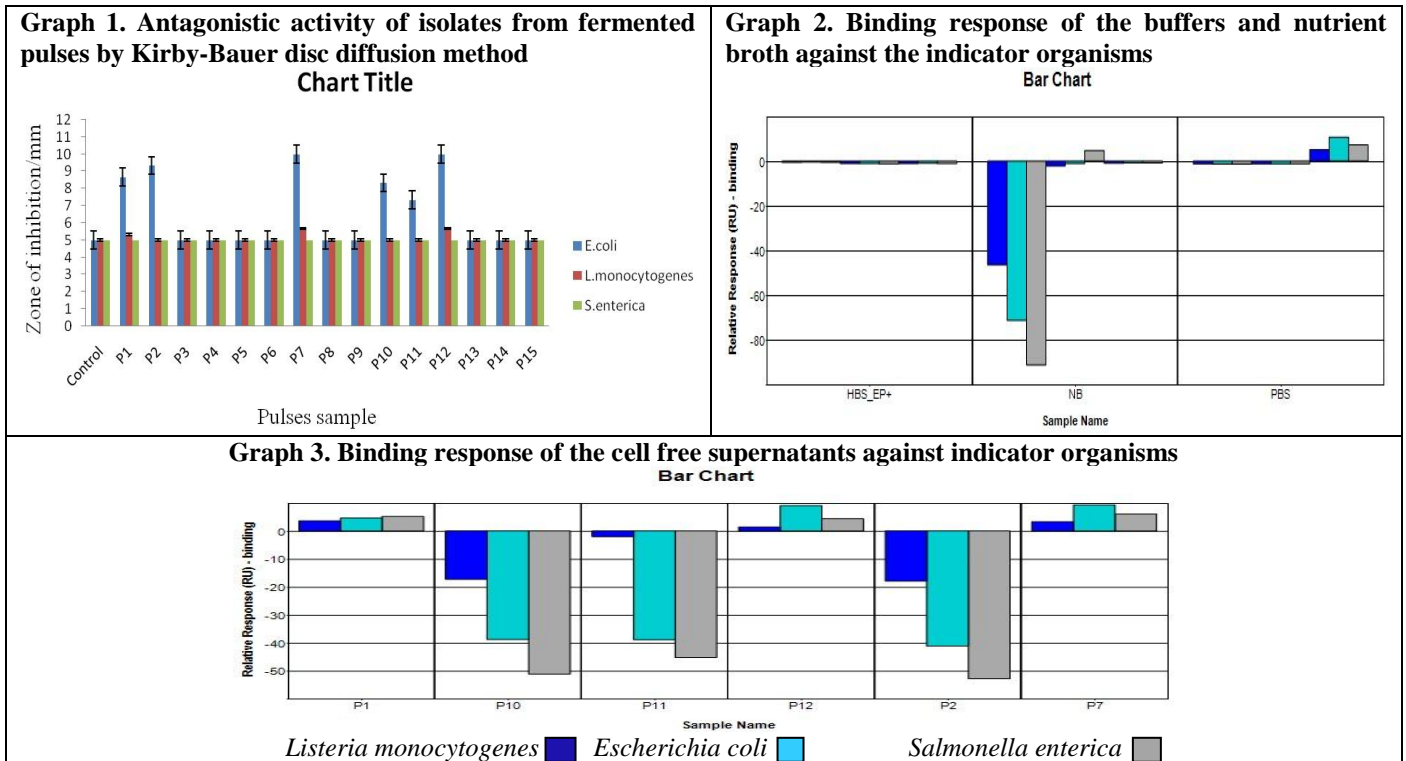 Graph 1. Antagonistic activity of isolates from fermented
pulses by Kirby-Bauer disc diffusion method
Chart Title
Zone of inhibition/mm
12
11
10
9
8
7
6
5
4
3
2
1
0
Control P1 P2 P3 P4 P5 P6 P7 P8 P9 P10 P11 P12 P13 P14 P15
Pulses sample
E.coli
L.monocytogenes
S.enterica
Graph 2. Binding response of the buffers and nutrient
broth against the indicator organisms
Bar Chart
Relative Response (RU) - binding
0
-20
-40
-60
-80
HBS_EP+ NB PBS
Sample Name
Graph 3. Binding response of the cell free supernatants against indicator organisms
Bar Chart
Relative Response (RU) - binding
0
-10
-20
-30
-40
-50
P1 P10 P11 P12 P2 P7
Sample Name
Listeria monocytogenes Escherichia coli Salmonella enterica